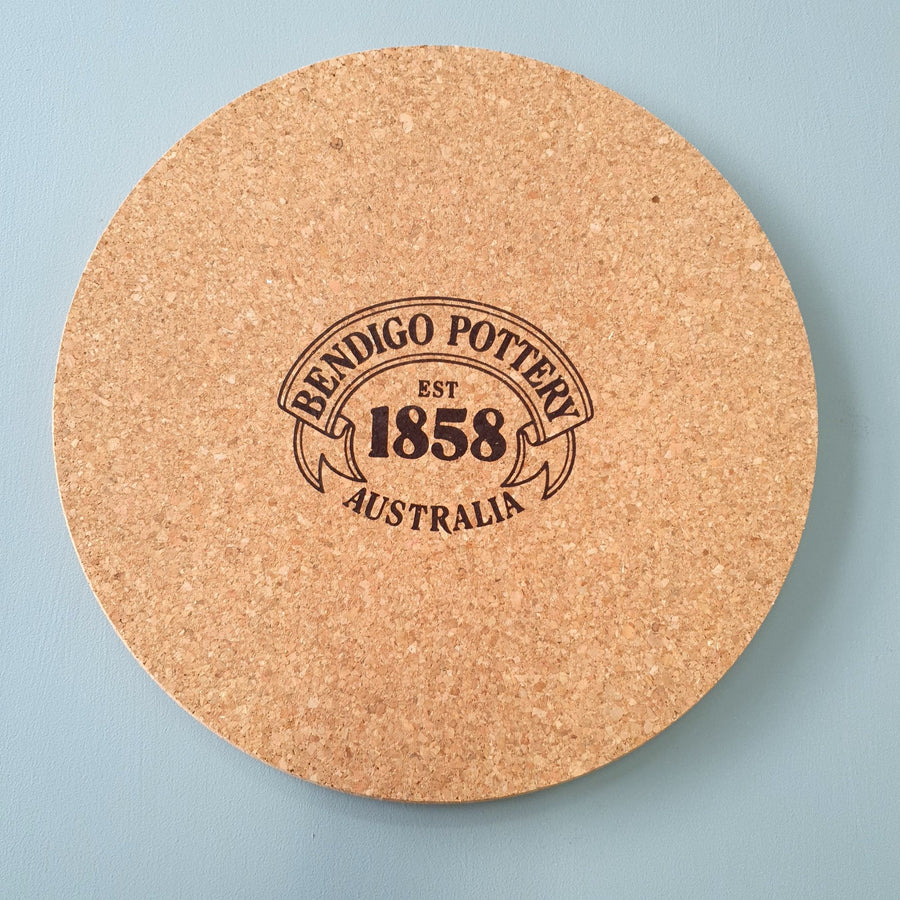 BENDIGO POTTERY
EST
1858
AUSTRALIA